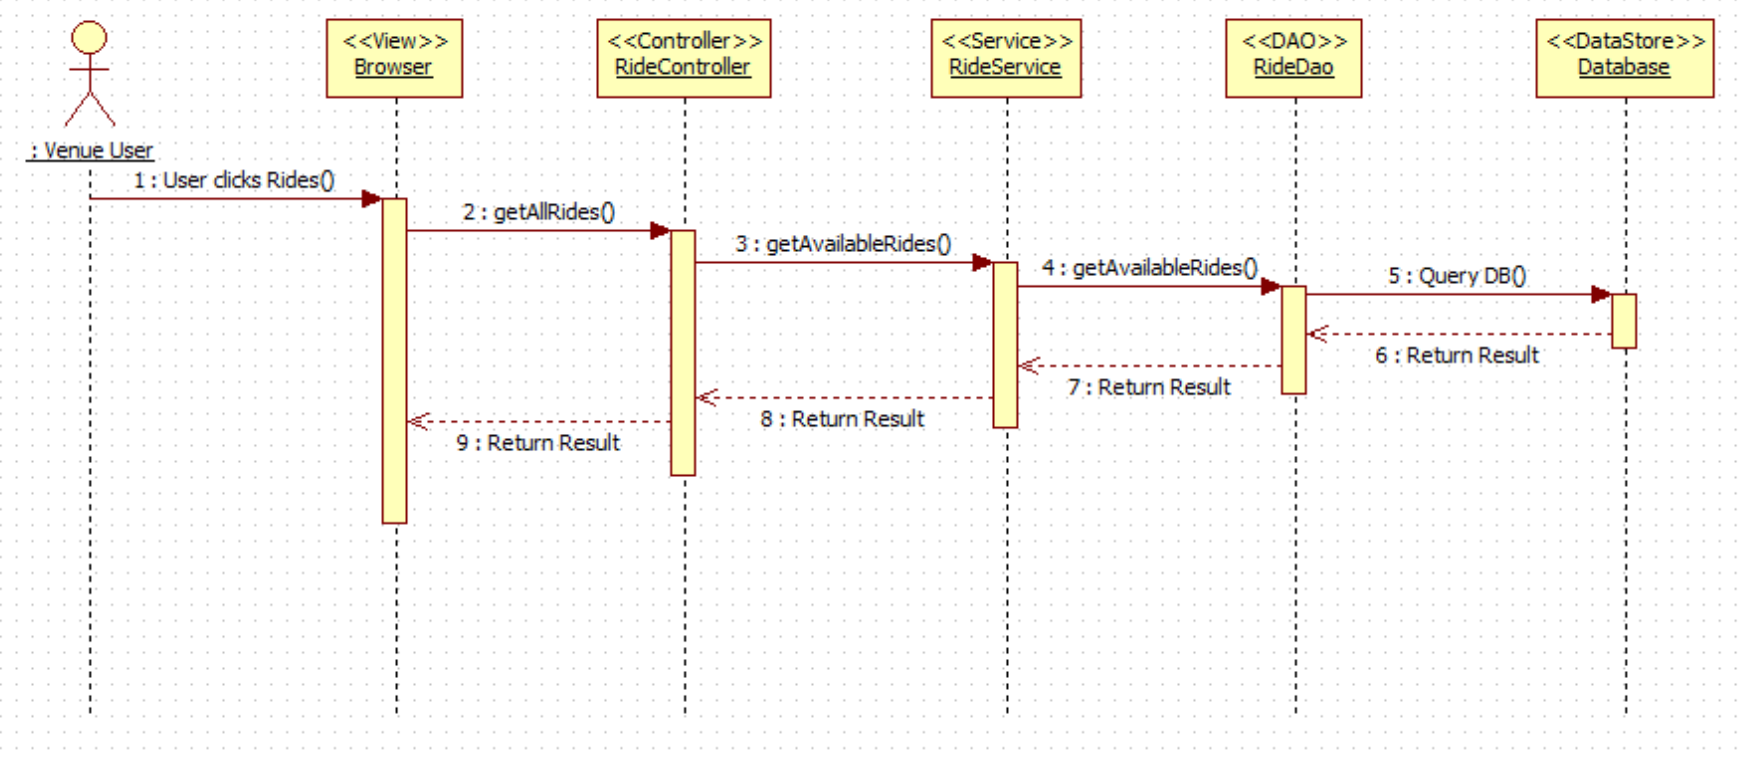 <<View>>
Browser
<<Controller>>
RideController
<<Service>>
RideService
<<DAO>>
RideDao
<<DataStore>>
Database
: Venue User
1 : User clicks Rides()
2 : getAllRides()
3 : getAvailableRides()
4 : getAvailableRides()
5 : Query DB()
6 : Return Result
7 : Return Result
8 : Return Result
9 : Return Result